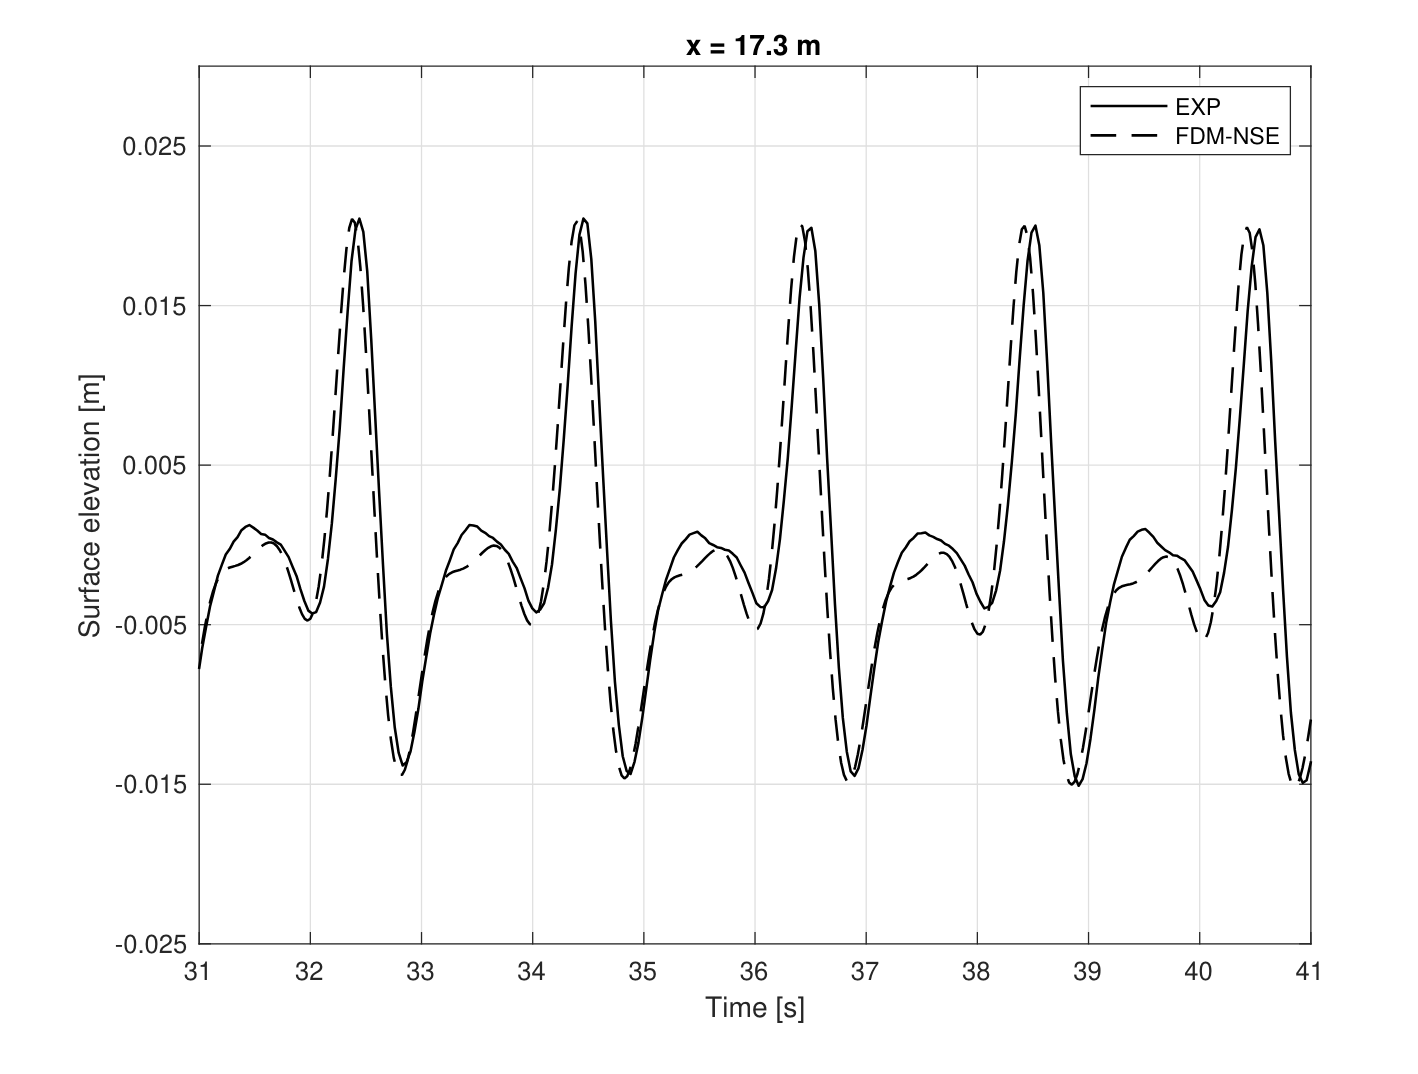 x = 17.3 m
EXP
FDM-NSE
0.025
0.015
0.005
-0.005
-0.015
-0.025
Surface elevation [m]
31 32 33 34 35 36 37 38 39 40 41
Time [s]